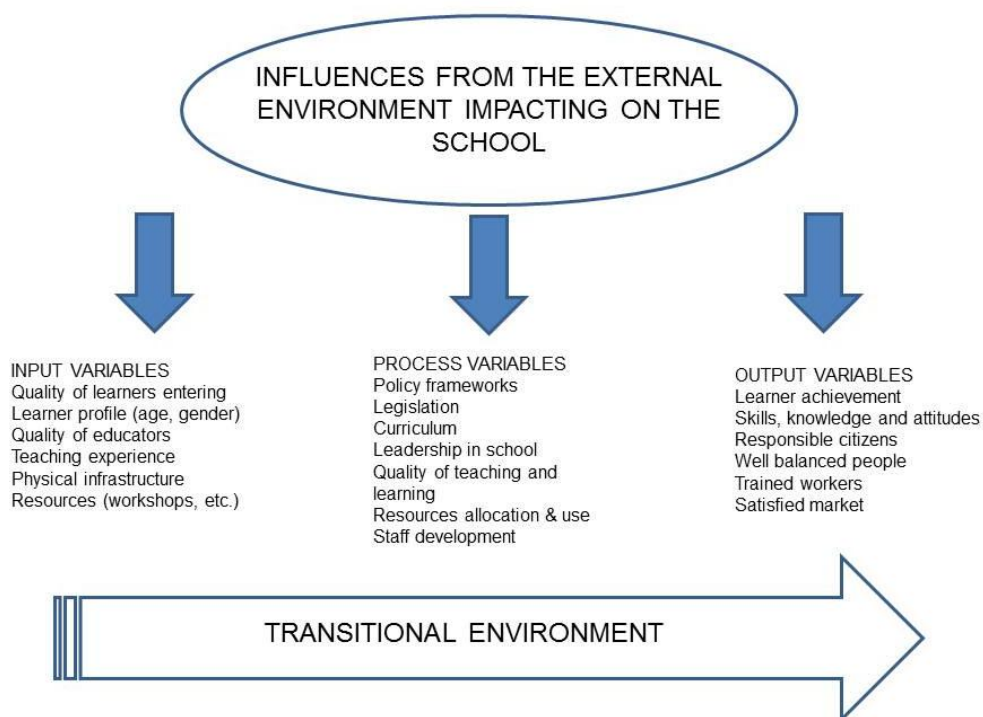 INFLUENCES FROM THE EXTERNAL
ENVIRONMENT IMPACTING ON THE
SCHOOL
INPUT VARIABLES
Quality of learners entering
Learner profile (age, gender)
Quality of educators
Teaching experience
Physical infrastructure
Resources (workshops, etc.)
PROCESS VARIABLES
Policy frameworks
Legislation
Curriculum
Leadership in school
Quality of teaching and
learning
Resources allocation & use
Staff development
OUTPUT VARIABLES
Learner achievement
Skills, knowledge and attitudes
Responsible citizens
Well balanced people
Trained workers
Satisfied market
TRANSITIONAL ENVIRONMENT